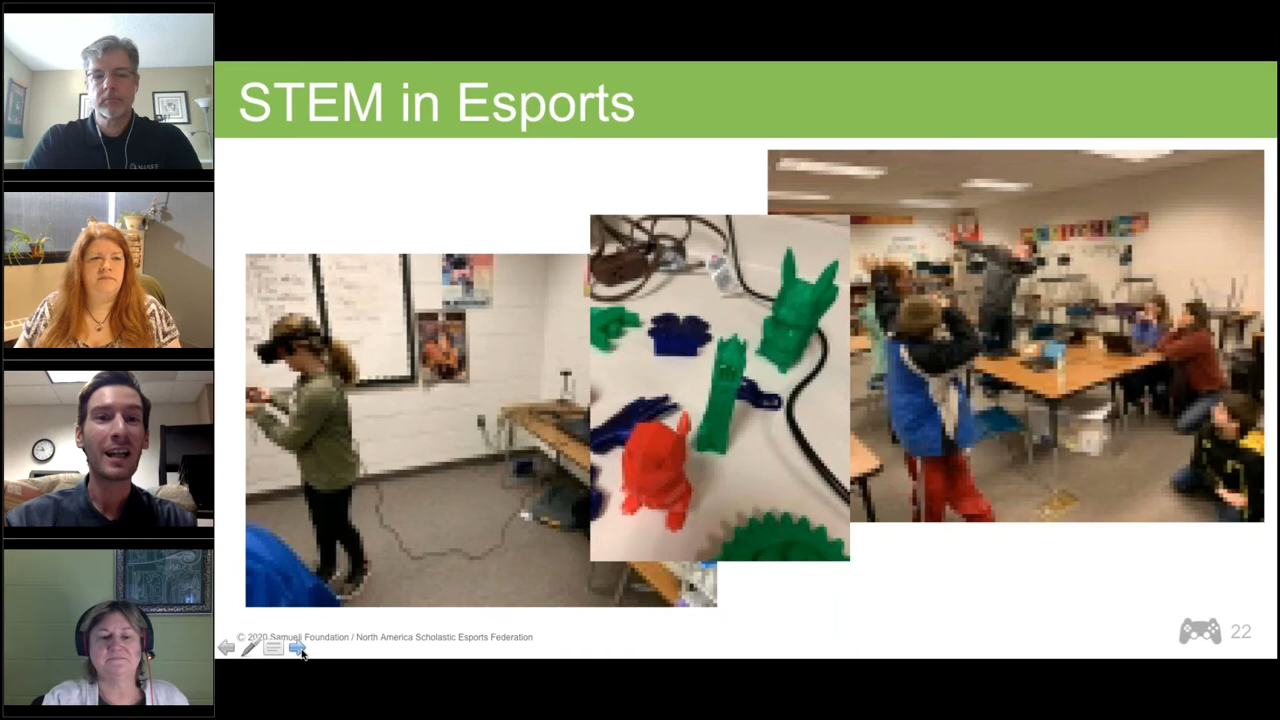 STEM in Esports
© 2020 Samueli Foundation / North America Scholastic Esports Federation
22